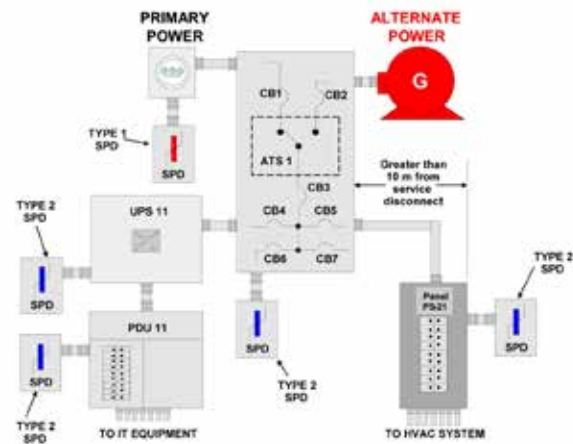 PRIMARY
POWER
ALTERNATE
POWER
G
CB1
CB2
TYPE 1
SPD
SPD
ATS 1
CB3
Greater than
10 m from
service
disconnect
TYPE 2
SPD
UPS 11
CB4
CB5
CB6
CB7
TYPE 2
SPD
SPD
PDU 11
SPD
Panel
PS-21
SPD
SPD
TYPE 2
SPD
TYPE 2
SPD
TO IT EQUIPMENT
TO HVAC SYSTEM